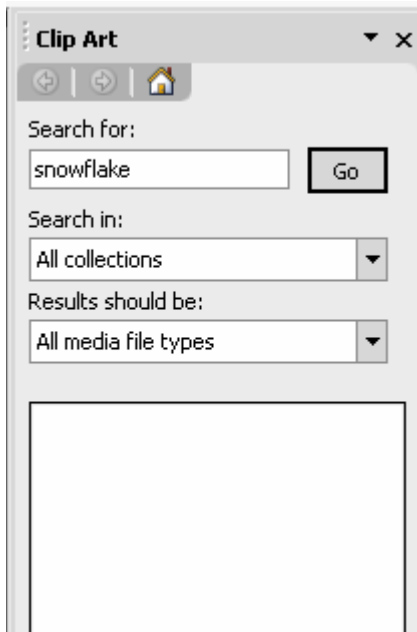 Clip Art
Search for:
snowflake Go
Search in:
All collections
Results should be:
All media file types